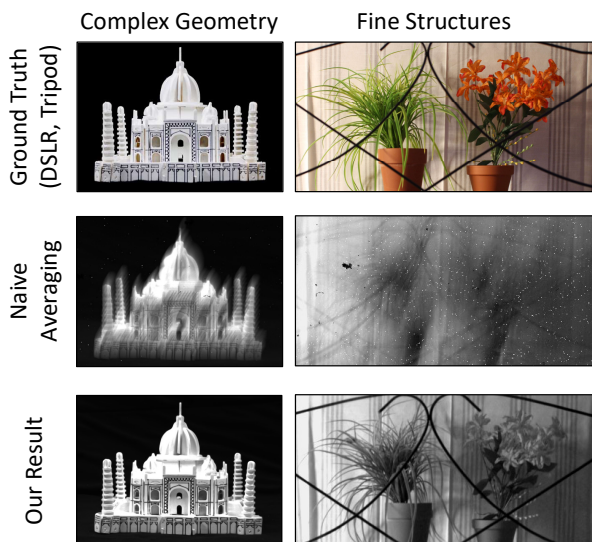 Complex Geometry
Fine Structures
Ground Truth
(DSLR, Tripod)
Naive
Averaging
Our Result